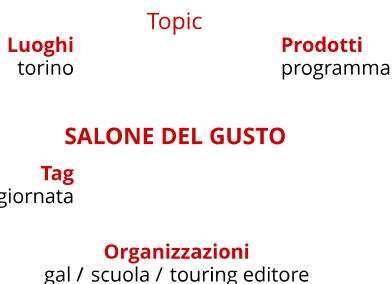 Topic
Luoghi
torino
Prodotti
programma
SALONE DEL GUSTO
Tag
giornata
Organizzazioni
gal / scuola / touring editore